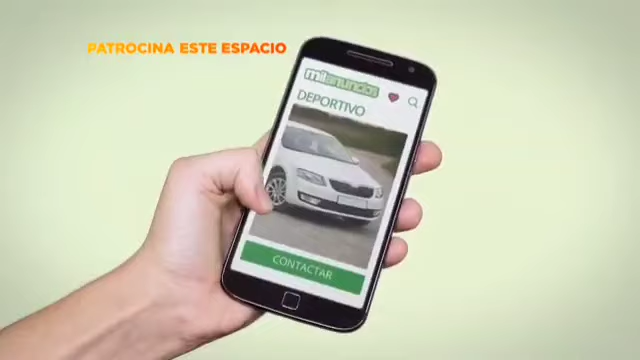 PATROCINA ESTE ESPACIO
milanuncios
DEPORTIVO
CONTACTAR